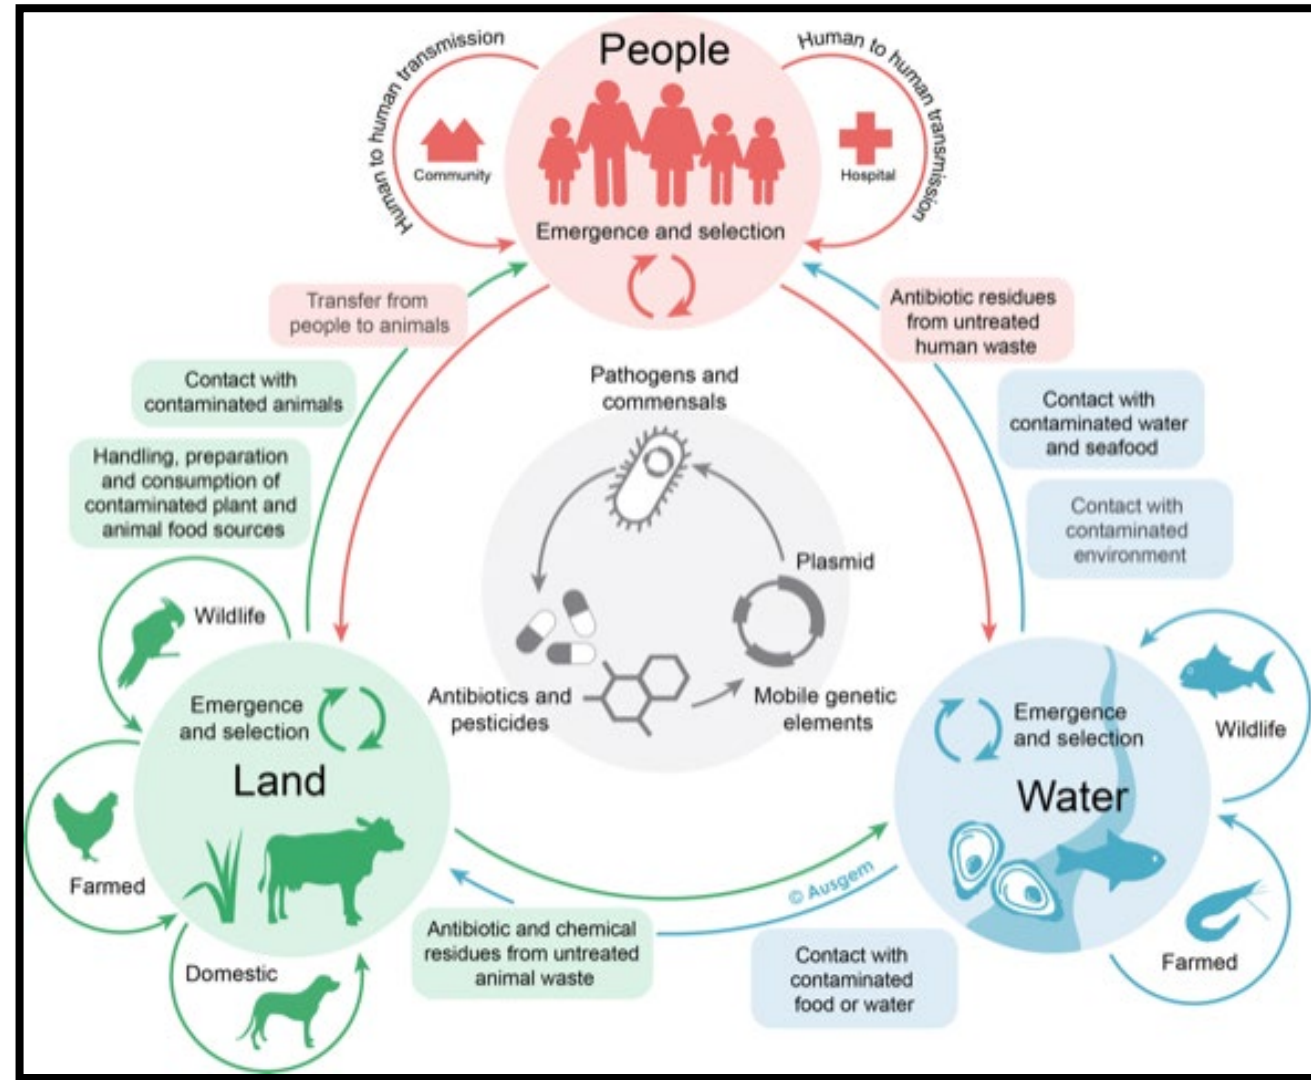 People
Human to human transmission
Human to human transmission
Community
Hospital
Emergence and selection
Transfer from
people to animals
Antibiotic residues
from untreated
human waste
Contact with
contaminated animals
Contact with
contaminated water
and seafood
Handling, preparation
and consumption of
contaminated plant and
animal food sources
Contact with
contaminated
environment
Pathogens and
commensals
Plasmid
Antibiotics and
pesticides
Mobile genetic
elements
Wildlife
Emergence
and selection
Land
Farmed
Domestic
Emergence
and selection
Water
Wildlife
Farmed
© Ausgem
Antibiotic and chemical
residues from untreated
animal waste
Contact with
contaminated
food or water